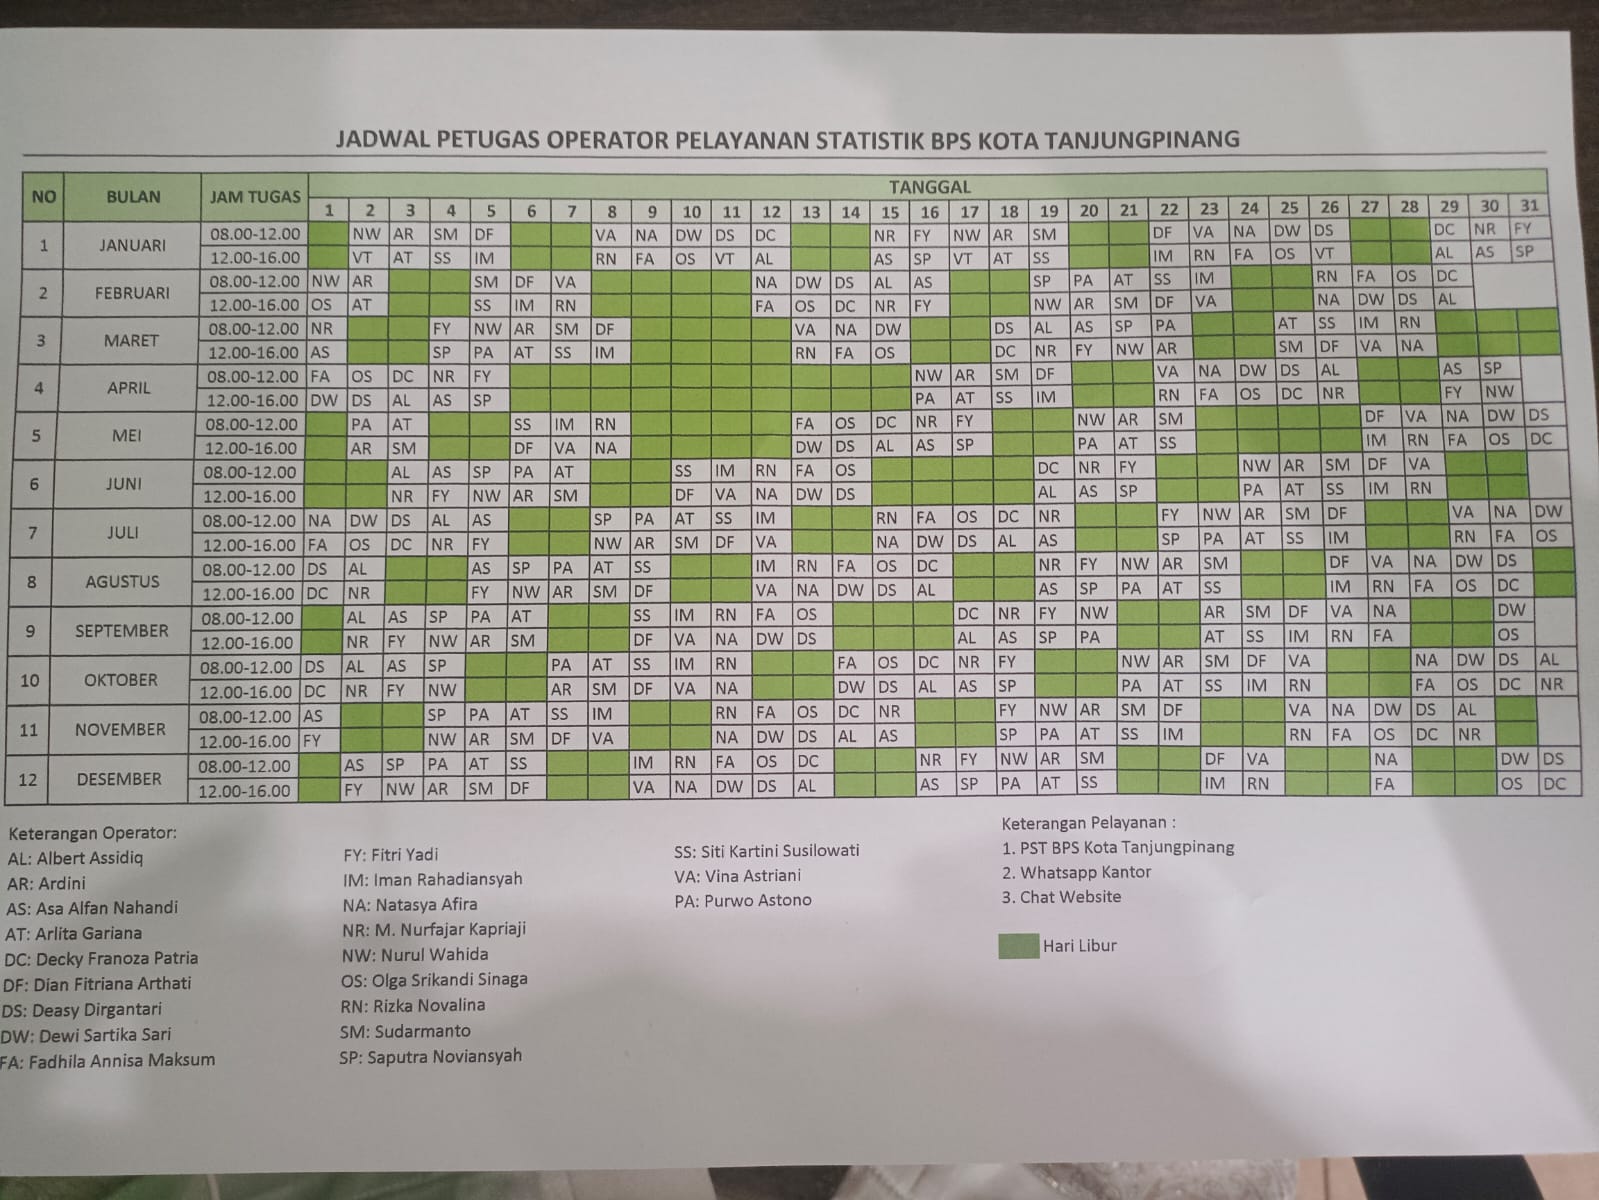 JADWAL PETUGAS OPERATOR PELAYANAN STATISTIK BPS KOTA TANJUNGPINANG
NO BULAN JAM TUGAS TANGGAL
1 2 3 4 5 6 7 8 9 10 11 12 13 14 15 16 17 18 19 20 21 22 23 24 25 26 27 28 29 30 31
1 JANUARI 08.00-12.00 NW AR SM DF VA NA DW DS DC NR FY NW AR SM DF VA NA DW DS DC NR FY
12.00-16.00 VT AT SS IM RN FA OS VT AL AS SP VT AT SS IM RN FA OS VT AL AS SP
2 FEBRUARI 08.00-12.00 NW AR SM DF VA NA DW DS AL AS SP PA AT SS IM RN FA OS DC
12.00-16.00 OS AT SS IM RN FA OS DC NR FY NW AR SM DF VA NA DW DS AL
3 MARET 08.00-12.00 NR FY NW AR SM DF VA NA DW DS AL AS SP PA AT SS IM RN
12.00-16.00 AS SP PA AT SS IM RN FA OS DC NR FY NW AR SM DF VA NA
4 APRIL 08.00-12.00 FA OS DC NR FY NW AR SM DF VA NA DW DS AL AS SP
12.00-16.00 DW DS AL AS SP PA AT SS IM RN FA OS DC NR FY NW
5 MEI 08.00-12.00 PA AT SS IM RN FA OS DC NR FY NW AR SM DF VA NA DW DS
12.00-16.00 AR SM DF VA NA DW DS AL AS SP PA AT SS IM RN FA OS DC
6 JUNI 08.00-12.00 AL AS SP PA AT SS IM RN FA OS DC NR FY NW AR SM DF VA
12.00-16.00 NR FY NW AR SM DF VA NA DW DS AL AS SP PA AT SS IM RN
7 JULI 08.00-12.00 NA DW DS AL AS SP PA AT SS IM RN FA OS DC NR FY NW AR SM DF VA NA DW
12.00-16.00 FA OS DC NR FY NW AR SM DF VA NA DW DS AL AS SP PA AT SS IM RN FA OS
8 AGUSTUS 08.00-12.00 DS AL AS SP PA AT SS IM RN FA OS DC NR FY NW AR SM DF VA NA DW DS
12.00-16.00 DC NR FY NW AR SM DF VA NA DW DS AL AS SP PA AT SS IM RN FA OS DC
9 SEPTEMBER 08.00-12.00 AL AS SP PA AT SS IM RN FA OS DC NR FY NW AR SM DF VA NA DW
12.00-16.00 NR FY NW AR SM DF VA NA DW DS AL AS SP PA AT SS IM RN FA OS
10 OKTOBER 08.00-12.00 DS AL AS SP PA AT SS IM RN FA OS DC NR FY NW AR SM DF VA NA DW DS AL
12.00-16.00 DC NR FY NW AR SM DF VA NA DW DS AL AS SP PA AT SS IM RN FA OS DC NR
11 NOVEMBER 08.00-12.00 AS SP PA AT SS IM RN FA OS DC NR FY NW AR SM DF VA NA DW DS AL
12.00-16.00 FY NW AR SM DF VA NA DW DS AL AS SP PA AT SS IM RN FA OS DC NR
12 DESEMBER 08.00-12.00 AS SP PA AT SS IM RN FA OS DC NR FY NW AR SM DF VA NA DW DS
12.00-16.00 FY NW AR SM DF VA NA DW DS AL AS SP PA AT SS IM RN FA OS DC
Keterangan Operator:
AL: Albert Assidiq
AR: Ardini
AS: Asa Alfan Nahandi
AT: Arlita Gariana
DC: Decky Franoza Patria
DF: Dian Fitriana Arthati
DS: Deasy Dirgantari
DW: Dewi Sartika Sari
FA: Fadhila Annisa Maksum
FY: Fitri Yadi
IM: Iman Rahadiansyah
NA: Natasya Afira
NR: M. Nurfajar Kapriaji
NW: Nurul Wahida
OS: Olga Srikandi Sinaga
RN: Rizka Novalina
SM: Sudarmanto
SP: Saputra Noviansyah
SS: Siti Kartini Susilowati
VA: Vina Astriani
PA: Purwo Astono
Keterangan Pelayanan :
1. PST BPS Kota Tanjungpinang
2. Whatsapp Kantor
3. Chat Website
Hari Libur